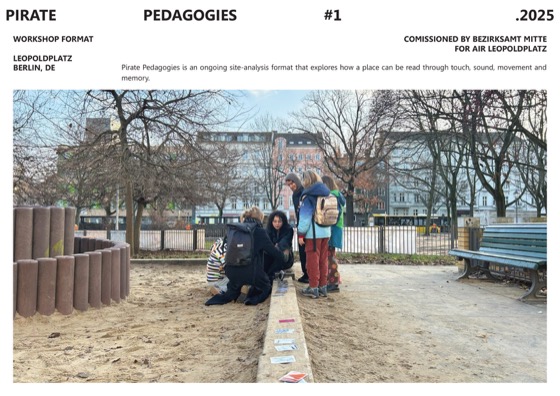 PIRATE PEDAGOGIES #1 .2025
WORKSHOP FORMAT
COMISSIONED BY BEZIRKSAMT MITTE
FOR AIR LEOPOLDPLATZ
LEOPOLDPLATZ
BERLIN, DE
Pirate Pedagogies is an ongoing site-analysis format that explores how a place can be read through touch, sound, movement and
memory.